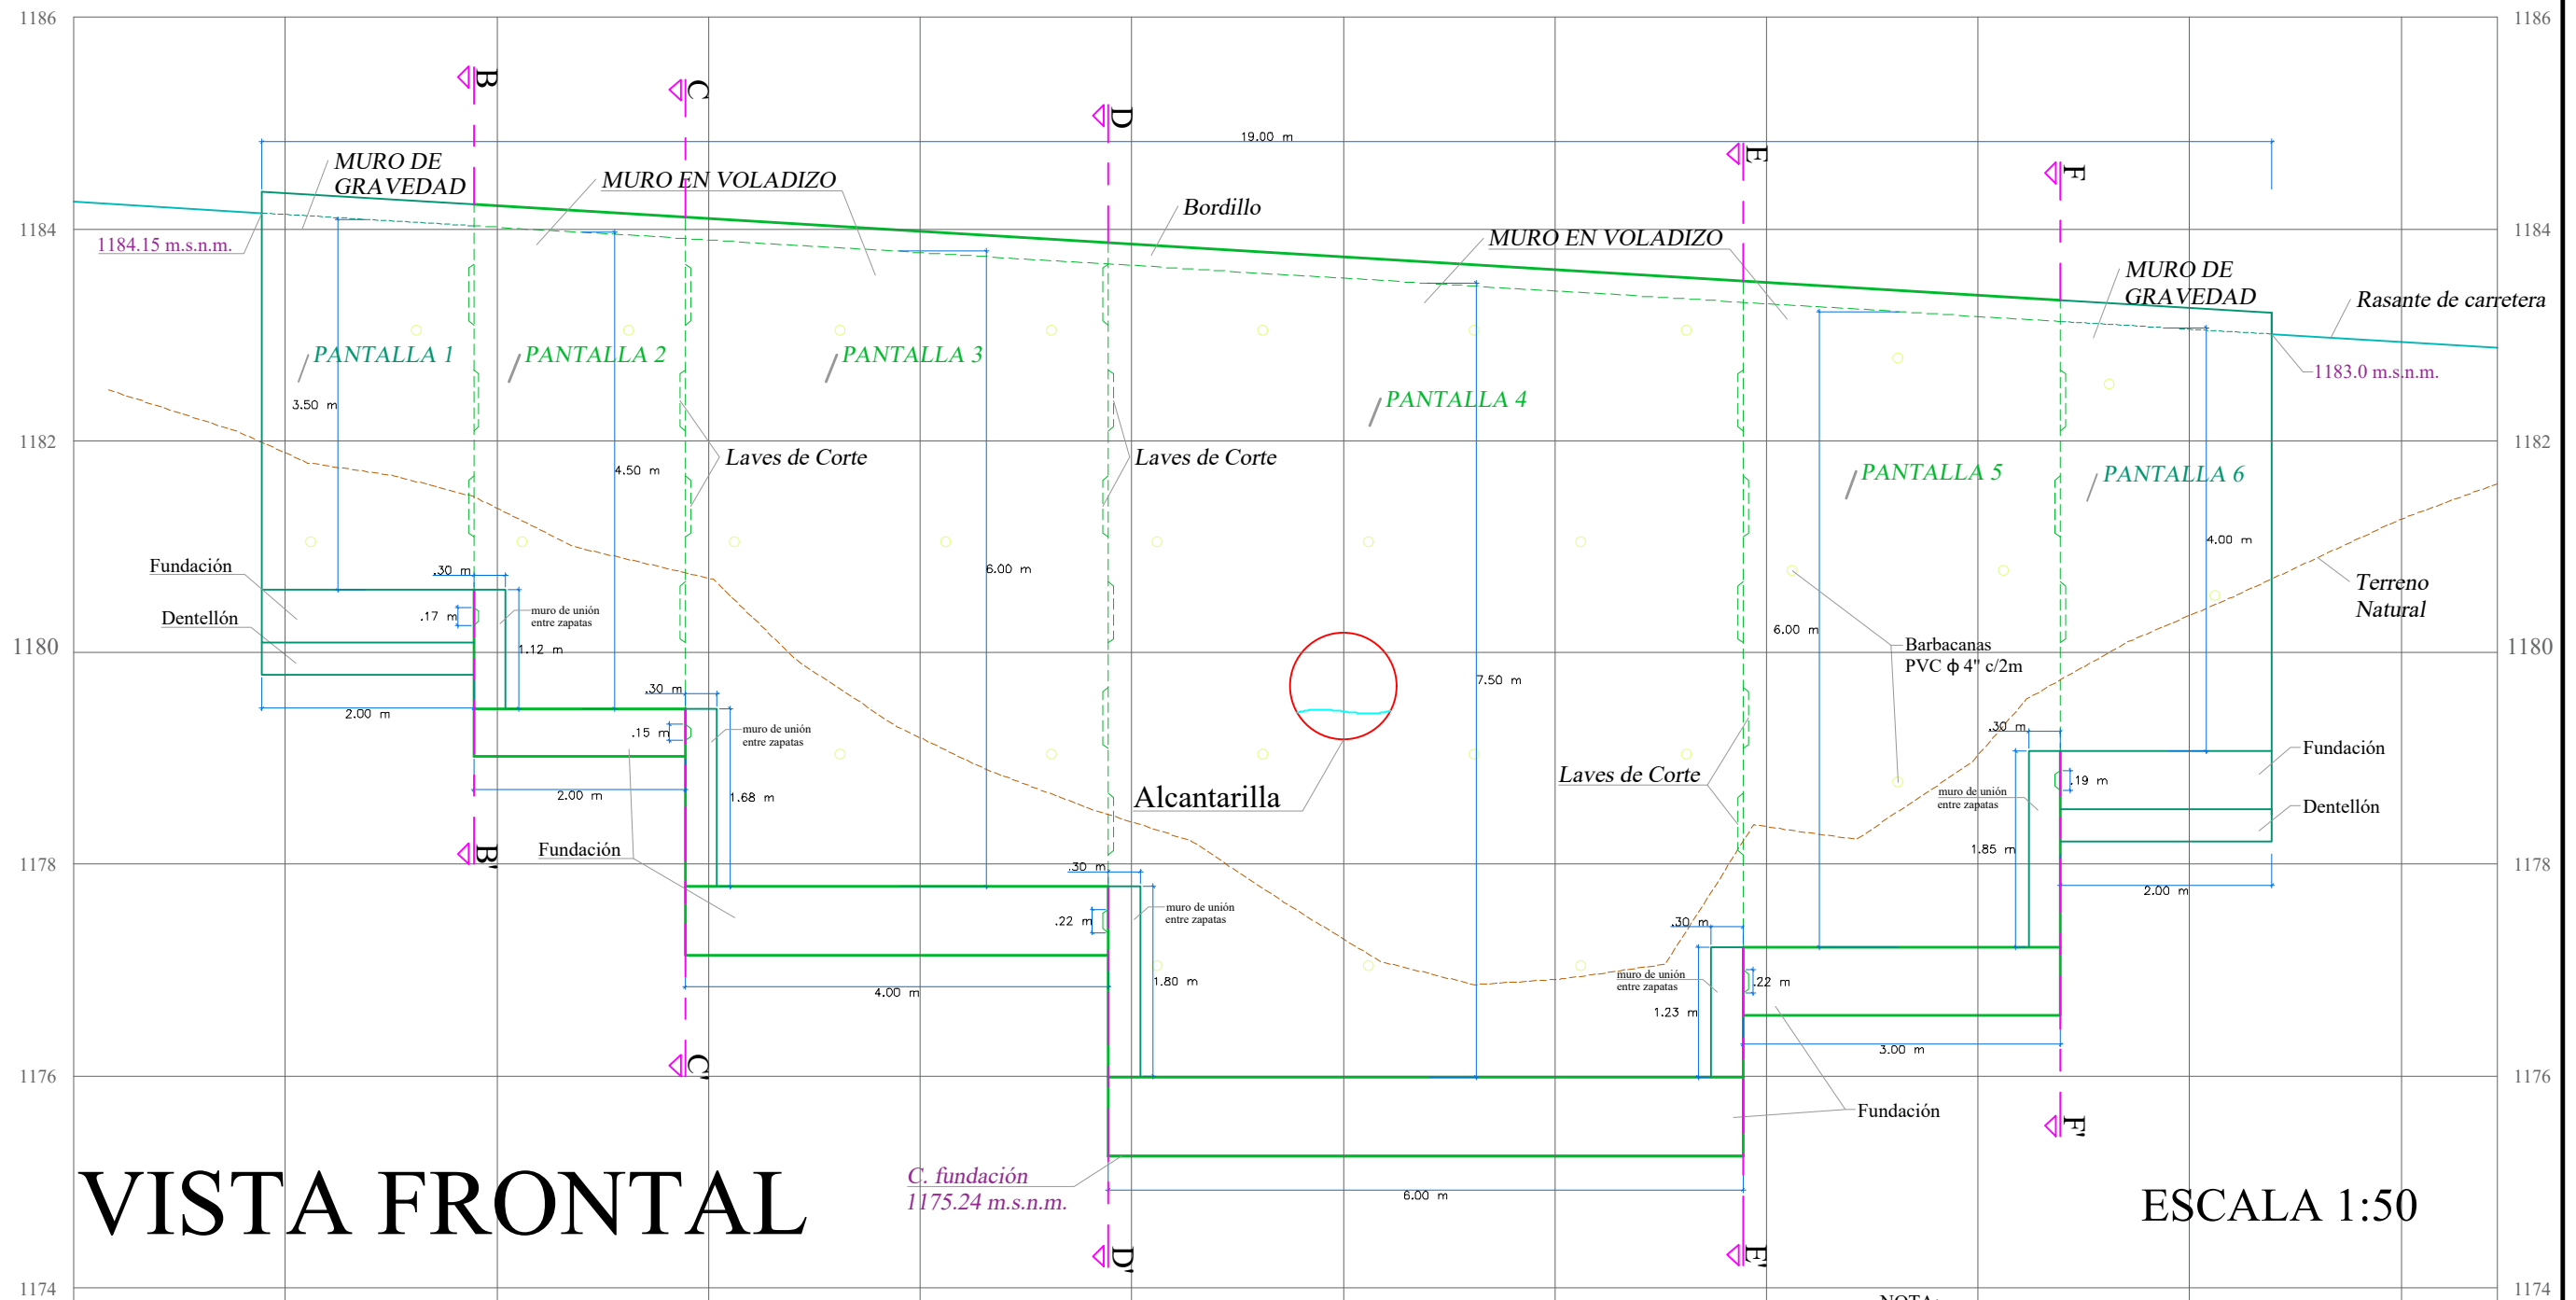 1186
1186
B
C
D
E
F
19.00 m
MURO DE
GRAVEDAD
MURO EN VOLADIZO
Bordillo
MURO EN VOLADIZO
MURO DE
GRAVEDAD
Rasante de carretera
1184.15 m.s.n.m.
1184
1184
1183.0 m.s.n.m.
PANTALLA 1
PANTALLA 2
PANTALLA 3
PANTALLA 4
PANTALLA 5
PANTALLA 6
3.50 m
4.50 m
6.00 m
7.50 m
6.00 m
4.00 m
1182
1182
Laves de Corte
Laves de Corte
Fundación
Dentellón
.30 m
.17 m
muro de unión
entre zapatas
1.12 m
Terreno
Natural
Barbacanas
PVC ϕ 4" c/2m
1180
1180
2.00 m
.30 m
.15 m
muro de unión
entre zapatas
1.68 m
2.00 m
Fundación
Alcantarilla
Laves de Corte
.30 m
.19 m
muro de unión
entre zapatas
1.85 m
Fundación
Dentellón
2.00 m
1178
1178
B'
.30 m
.22 m
muro de unión
entre zapatas
1.80 m
4.00 m
.30 m
.22 m
muro de unión
entre zapatas
1.23 m
3.00 m
C'
1176
1176
Fundación
F'
C. fundación
1175.24 m.s.n.m.
6.00 m
VISTA FRONTAL
ESCALA 1:50
D'
E'
1174
1174
NOTA: